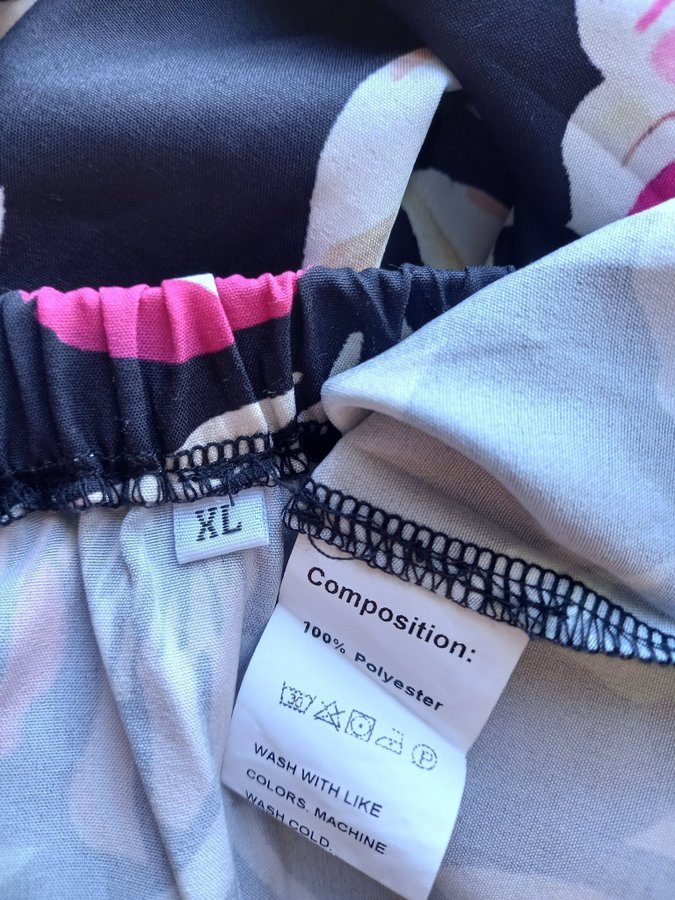 XL
Composition:
100% Polyester
P
WASH WITH LIKE
COLORS. MACHINE
WASH COLD.